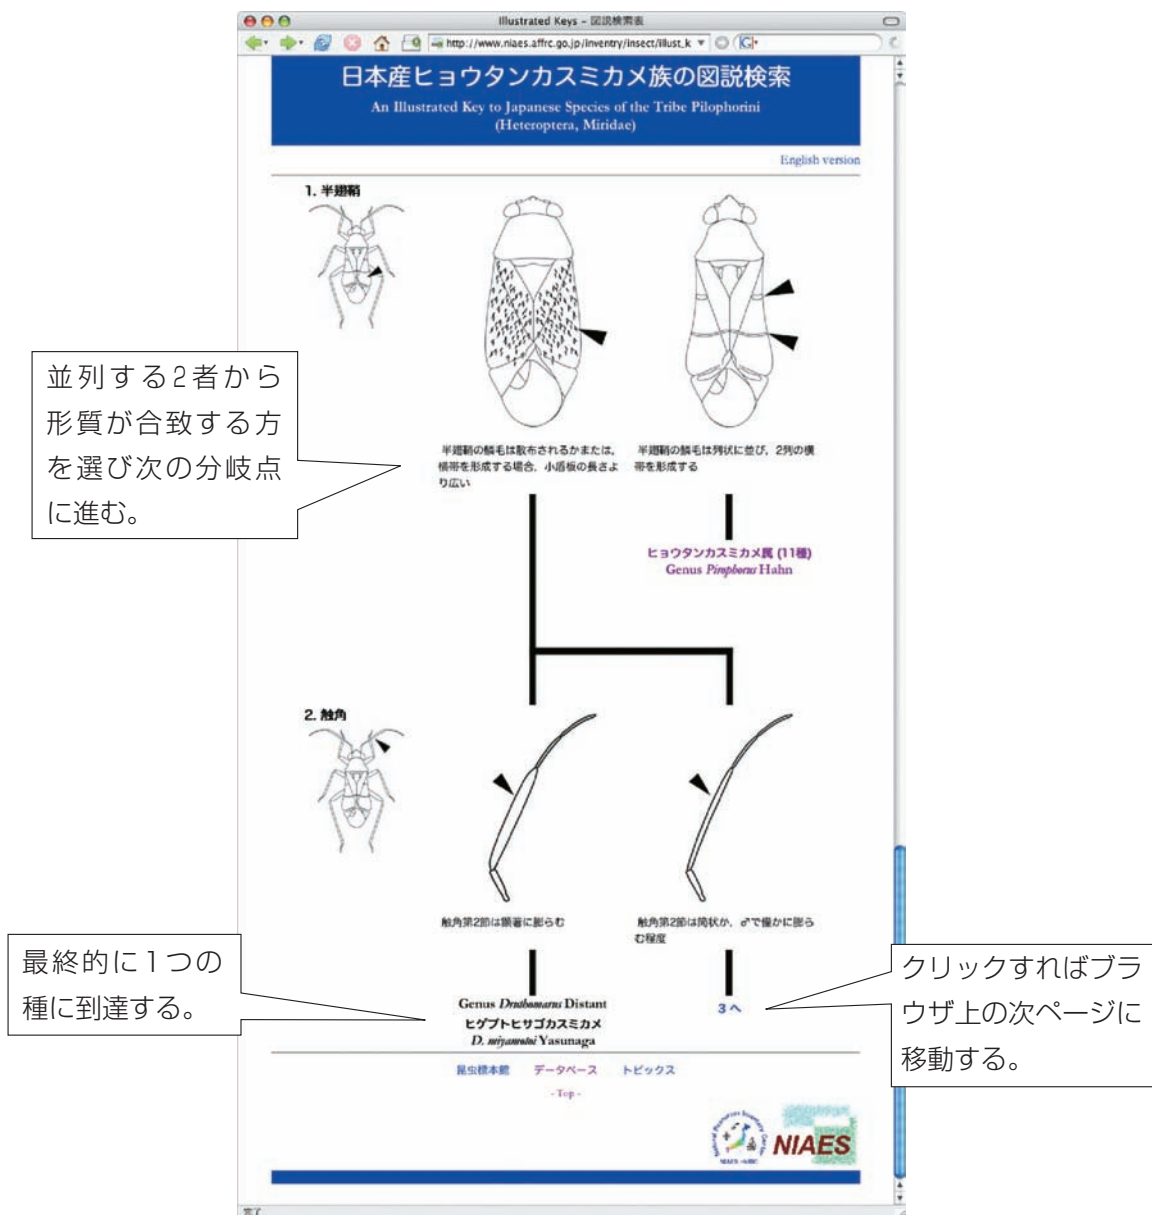 Illustrated Keys - 図説検索表
http://www.niaes.affrc.go.jp/inventry/insect/illust_k
日本産ヒョウタンカスミカメ族の図説検索
An Illustrated Key to Japanese Species of the Tribe Pilophorini
(Heteroptera, Miridae)
English version
1. 半翅鞘
並列する2者から
形質が合致する方
を選び次の分岐点
に進む。
半翅鞘の鱗毛は散布されるかまたは、
横帯を形成する場合、小盾板の長さよ
り広い
半翅鞘の鱗毛は列状に並び、2列の横
帯を形成する
ヒョウタンカスミカメ属 (11種)
Genus Hahn
2. 触角
触角第2節は顕著に膨らむ
触角第2節は筒状か、♂で僅かに膨ら
む程度
最終的に1つの
種に到達する。
Genus Distant
ヒゲブトヒサゴカスミカメ
D. miyamotoi Yasunaga
3 へ
クリックすればブラ
ウザ上の次ページに
移動する。
昆虫標本館 データベース トピックス
- Top -
NIAES
完了